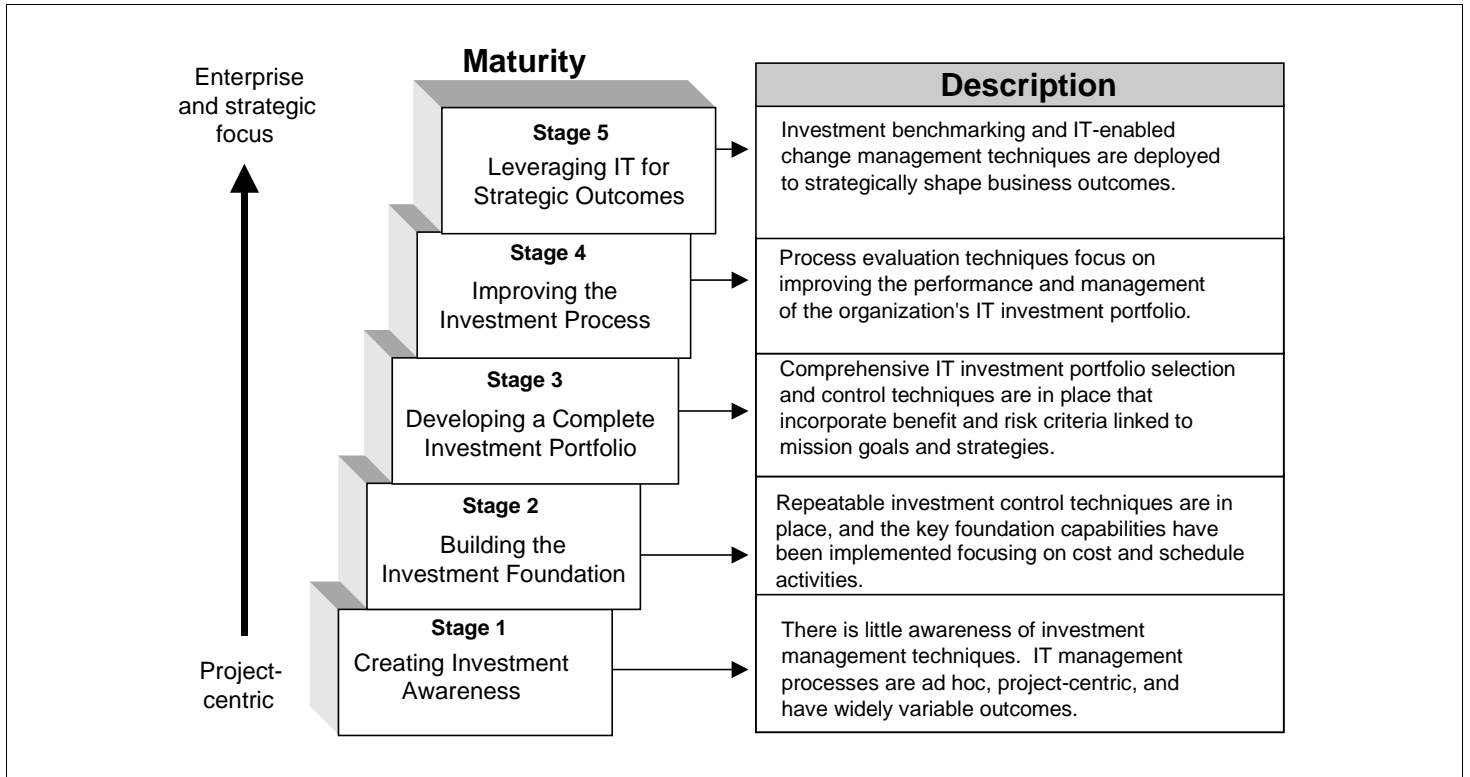 Enterprise
and strategic
focus
Project-
centric
Maturity
Description
Stage 5
Leveraging IT for
Strategic Outcomes
Investment benchmarking and IT-enabled
change management techniques are deployed
to strategically shape business outcomes.
Stage 4
Improving the
Investment Process
Process evaluation techniques focus on
improving the performance and management
of the organization's IT investment portfolio.
Stage 3
Developing a Complete
Investment Portfolio
Comprehensive IT investment portfolio selection
and control techniques are in place that
incorporate benefit and risk criteria linked to
mission goals and strategies.
Stage 2
Building the
Investment Foundation
Repeatable investment control techniques are in
place, and the key foundation capabilities have
been implemented focusing on cost and schedule
activities.
Stage 1
Creating Investment
Awareness
There is little awareness of investment
management techniques.  IT management
processes are ad hoc, project-centric, and
have widely variable outcomes.